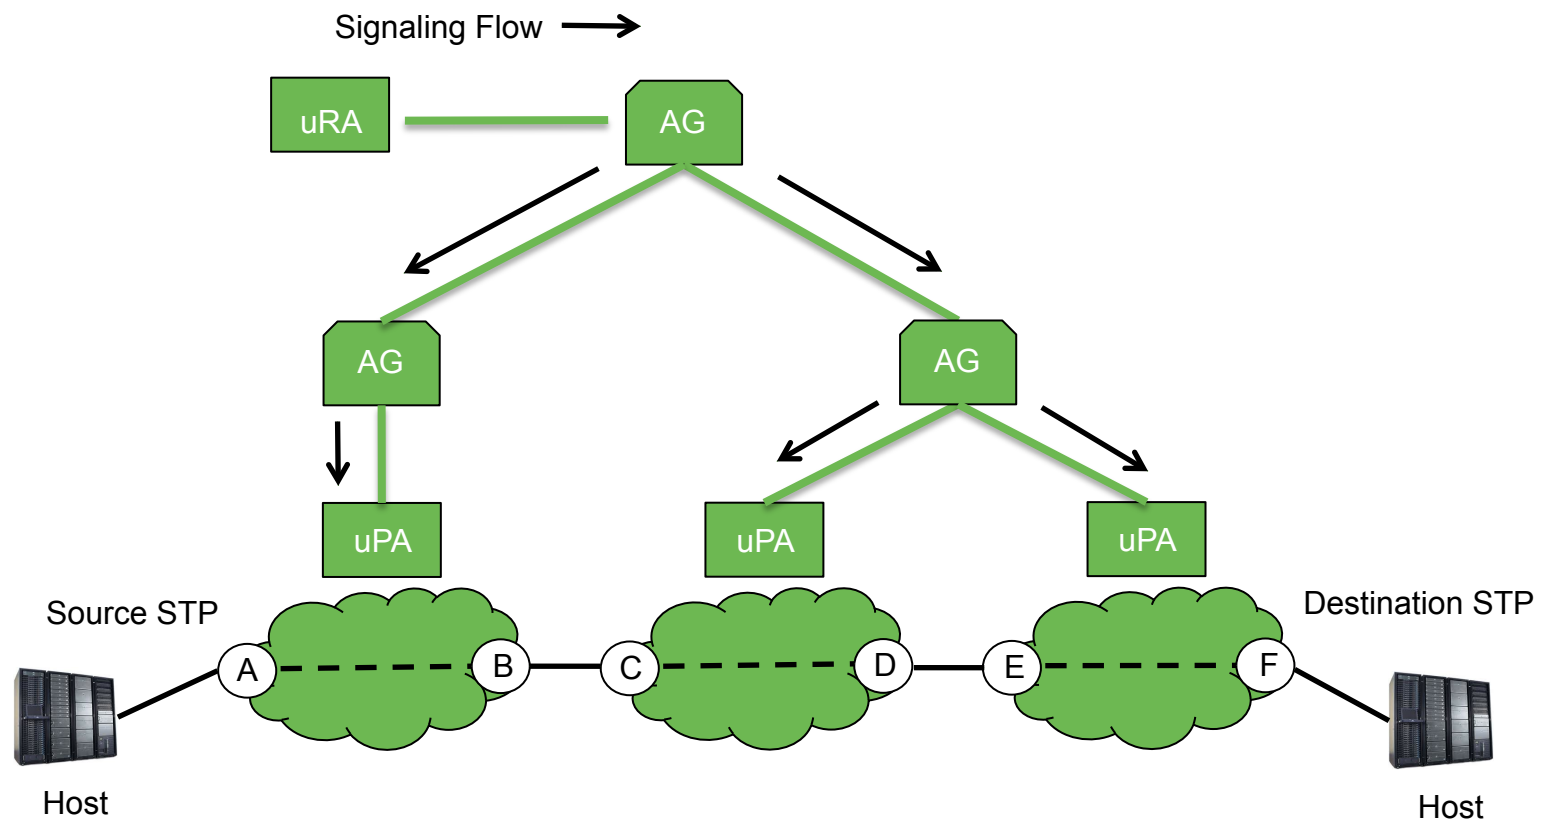 Signaling Flow
uRA
AG
AG
AG
uPA
uPA
uPA
Source STP
Destination STP
A
B
C
D
E
F
Host
Host